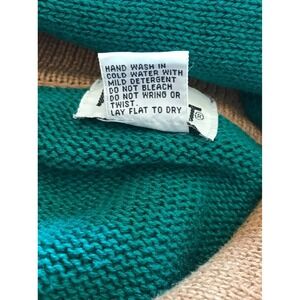 HAND WASH IN
COLD WATER WITH
MILD DETERGENT
DO NOT BLEACH
DO NOT WRING OR
TWIST.
LAY FLAT TO DRY
®